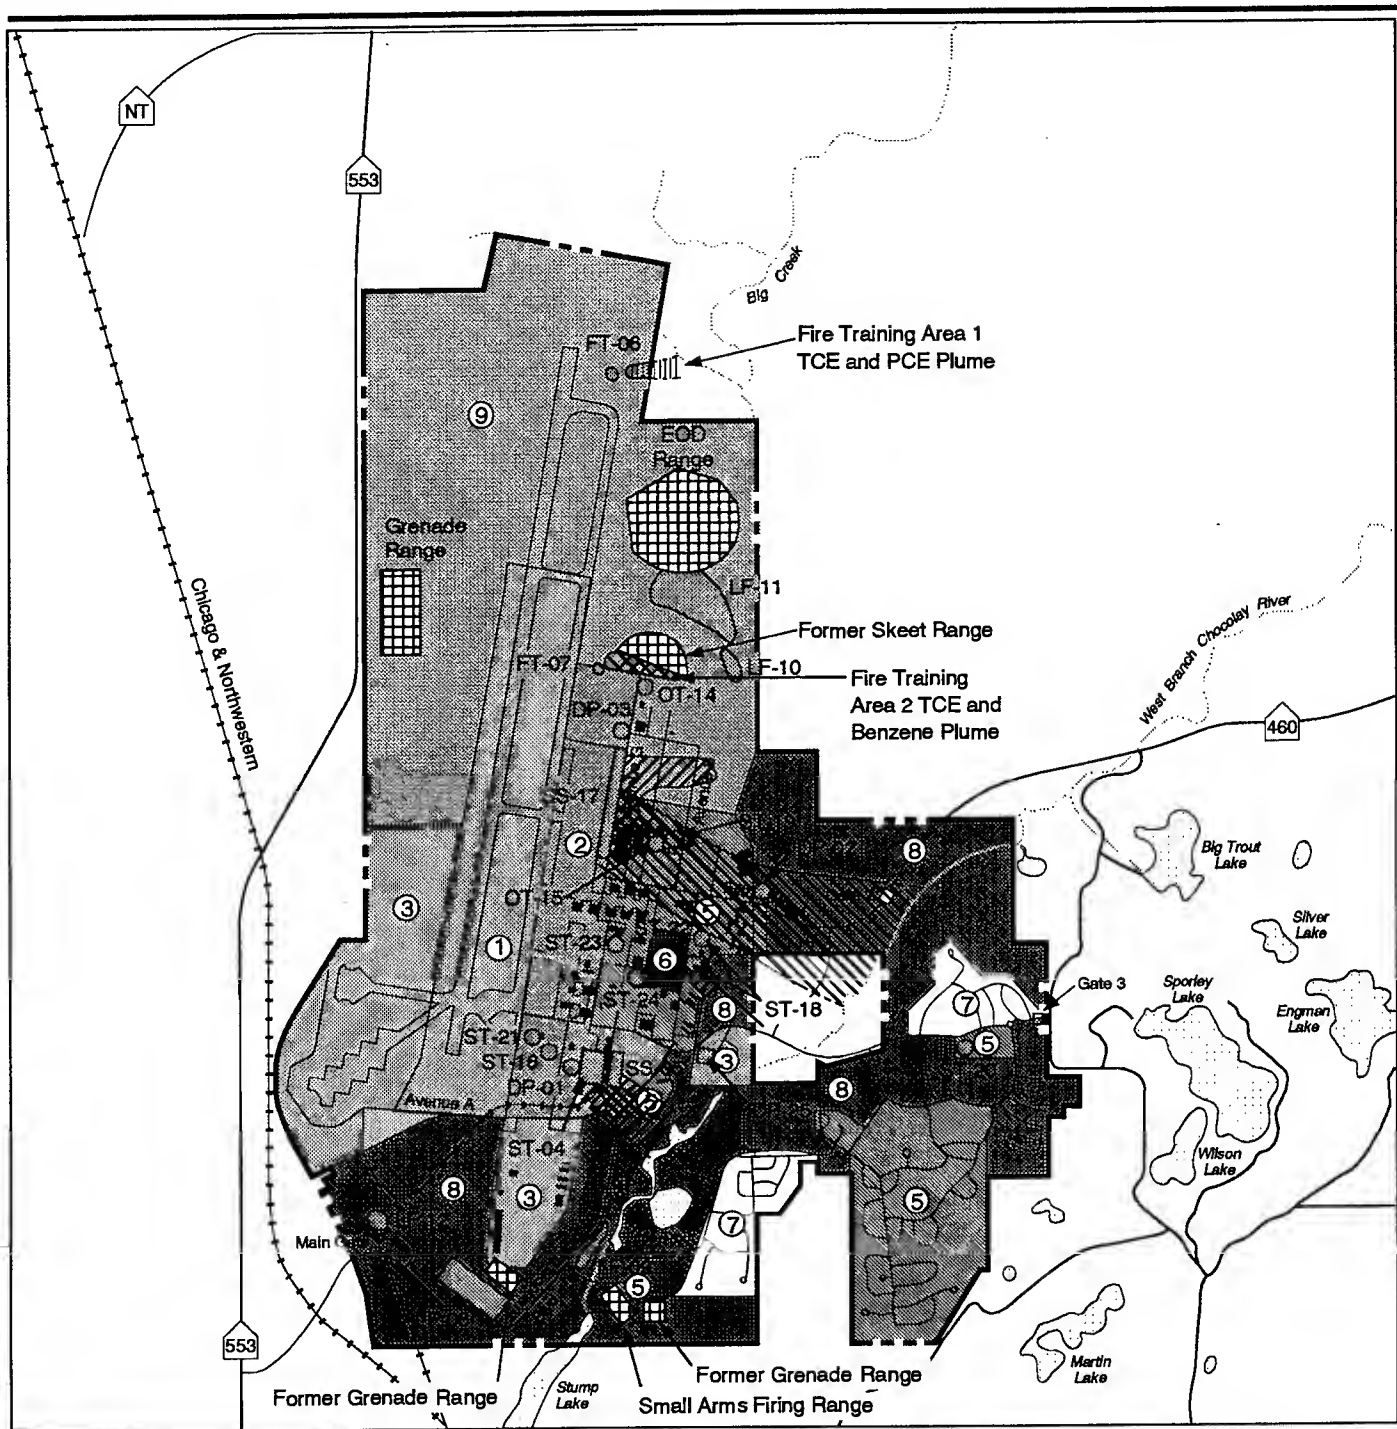 NT
553
Big Creek
FT-06
Fire Training Area 1
TCE and PCE Plume
9
EOD
Range
Grenade
Range
LF-11
Chicago & Northwestern
West Branch Chocolay River
Former Skeet Range
FT-07
LF-10
OT-14
Fire Training
Area 2 TCE and
Benzene Plume
DP-03
460
2
8
Big Trout
Lake
OT-15
3
5
Silver
Lake
1
ST-23
6
ST-24
8
ST-18
7
Gate 3
Sporley
Lake
Engman
Lake
ST-21
5
3
DP-01
8
Avenue A
ST-04
Wilson
Lake
8
3
5
7
Main
5
553
Former Grenade Range
Former Grenade Range
Small Arms Firing Range
Stump
Lake
Martin
Lake